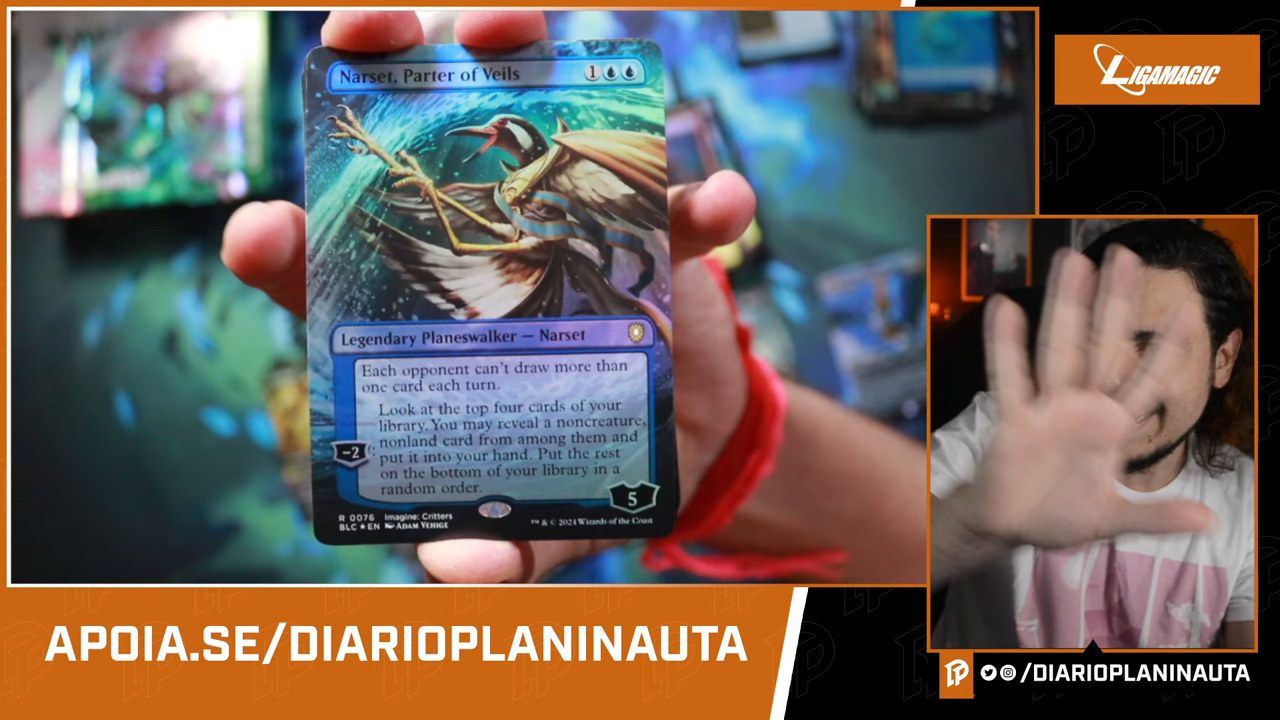 Narset, Parter of Veils 1
Legendary Planeswalker — Narset
Each opponent can't draw more than
one card each turn.
Look at the top four cards of your
library. You may reveal a noncreature,
nonland card from among them and
-2 : put it into your hand. Put the rest
on the bottom of your library in a
random order.
5
R 0076 Imagine: Critters
BLC ★ EN ADAM VEHIGE
™ & © 2024 Wizards of the Coast
LIGAMAGIC
APOIA.SE/DIARIOPLANINAUTA
/DIARIOPLANINAUTA